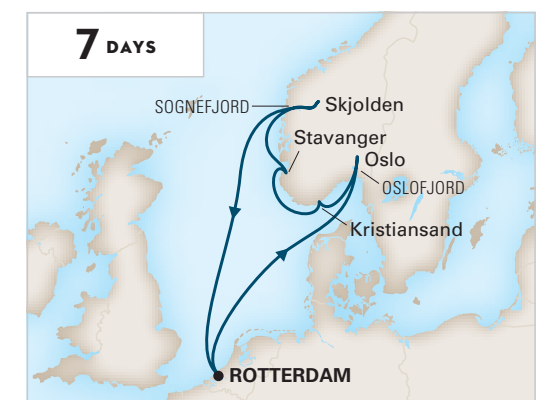 7 DAYS
SOGNEFJORD
Skjolden
Stavanger
Oslo
OSLOFJORD
Kristiansand
ROTTERDAM